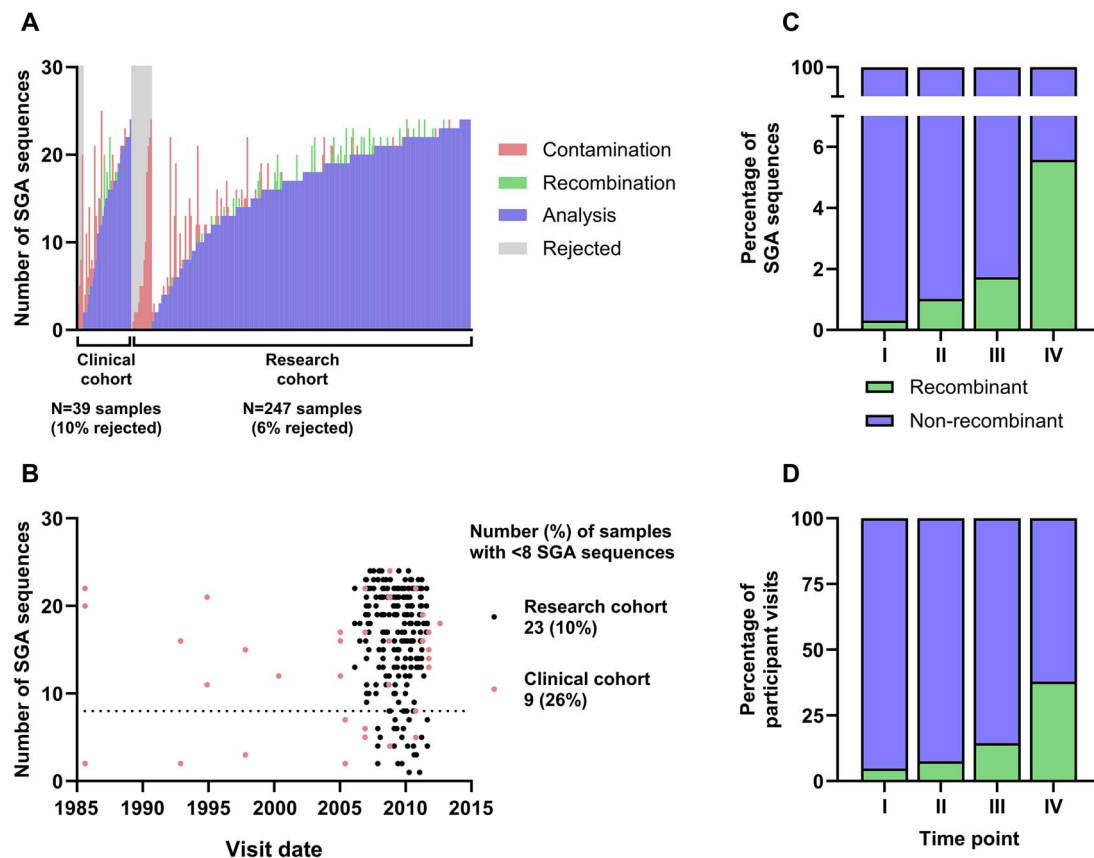 A
Number of SGA sequences
30
20
10
0
Contamination
Recombination
Analysis
Rejected
Clinical
cohort
Research
cohort
N=39 samples
(10% rejected)
N=247 samples
(6% rejected)
C
Percentage of
SGA sequences
100
6
4
2
0
I II III IV
Recombinant
Non-recombinant
B
Number of SGA sequences
30
20
10
0
1985 1990 1995 2000 2005 2010 2015
Visit date
Number (%) of samples
with <8 SGA sequences
Research cohort
23 (10%)
Clinical cohort
9 (26%)
D
Percentage of
participant visits
100
75
50
25
0
I II III IV
Time point